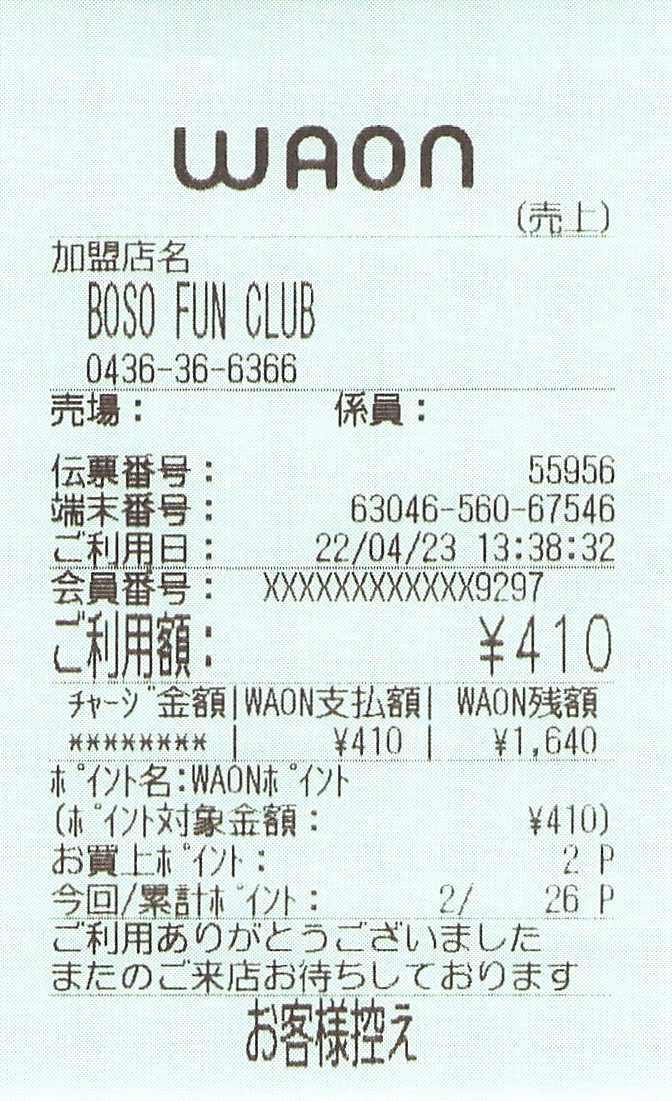 WAON
(売上)
加盟店名
BOSO FUN CLUB
0436-36-6366
売場： 係員：
伝票番号： 55956
端末番号： 63046-560-67546
ご利用日： 22/04/23 13:38:32
会員番号： XXXXXXXXXXXX9297
ご利用額： ¥410
ﾁｬｰｼﾞ金額|WAON支払額| WAON残額
******** | ¥410 | ¥1,640
ﾎﾟｲﾝﾄ名:WAONﾎﾟｲﾝﾄ
(ﾎﾟｲﾝﾄ対象金額： ¥410)
お買上ﾎﾟｲﾝﾄ： 2 P
今回/累計ﾎﾟｲﾝﾄ： 2/ 26 P
ご利用ありがとうございました
またのご来店お待ちしております
お客様控え